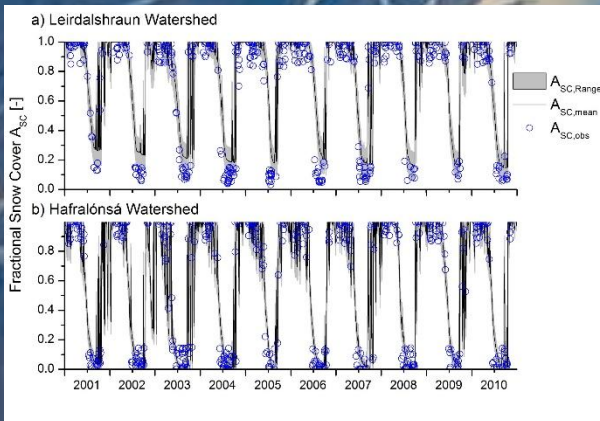 a) Leirdalshraun Watershed
1.0
0.8
0.6
0.4
0.2
0.0
A_SC,Range
A_SC,mean
A_SC,obs
Fractional Snow Cover A_SC [-]
b) Hafralónsá Watershed
0.8
0.6
0.4
0.2
0.0
2001 2002 2003 2004 2005 2006 2007 2008 2009 2010